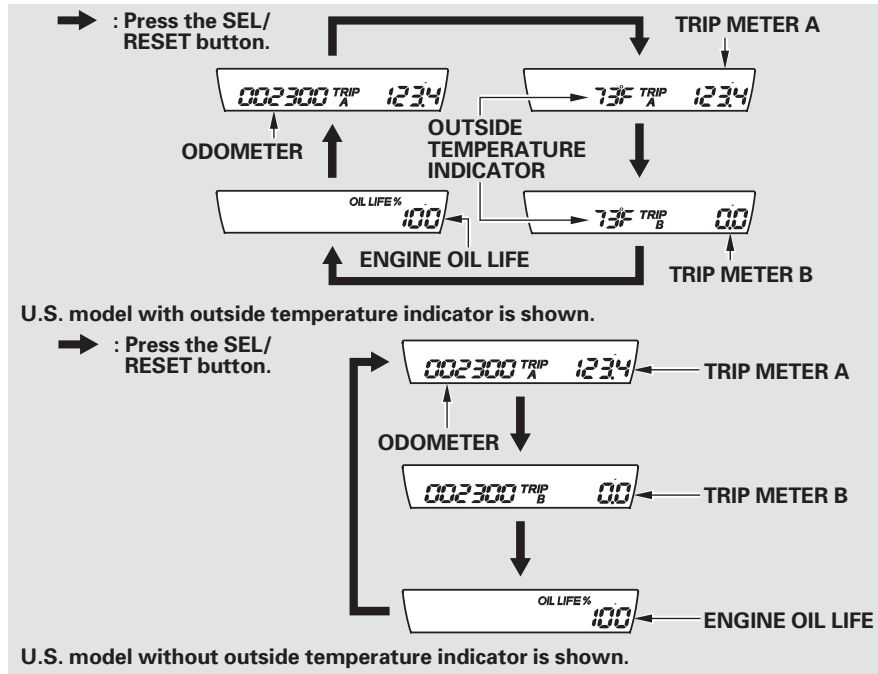 : Press the SEL/
RESET button.
TRIP METER A
002300 TRIP A 123.4
73°F TRIP A 123.4
ODOMETER
OUTSIDE
TEMPERATURE
INDICATOR
OIL LIFE %
100
73°F TRIP B 0.0
ENGINE OIL LIFE
TRIP METER B
U.S. model with outside temperature indicator is shown.
: Press the SEL/
RESET button.
002300 TRIP A 123.4
TRIP METER A
ODOMETER
002300 TRIP B 0.0
TRIP METER B
OIL LIFE %
100
ENGINE OIL LIFE
U.S. model without outside temperature indicator is shown.